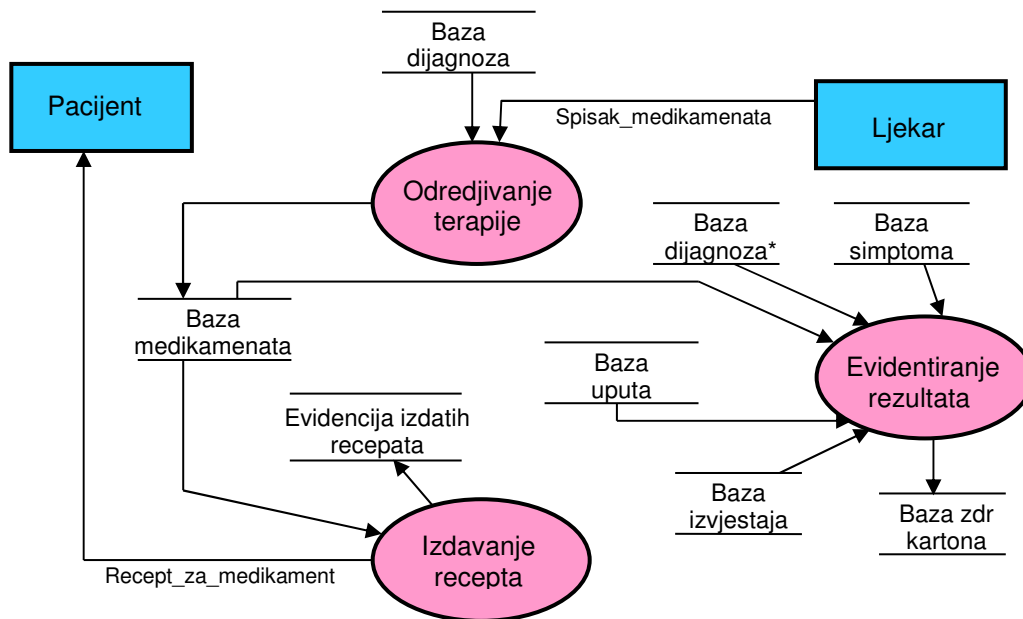 Baza
dijagnoza
Pacijent
Spisak_medikamenata
Ljekar
Odredjivanje
terapije
Baza
dijagnoza*
Baza
simptoma
Baza
medikamenata
Baza
uputa
Evidentiranje
rezultata
Evidencija izdatih
recepata
Baza
izvjestaja
Baza zdr
kartona
Izdavanje
recepta
Recept_za_medikament